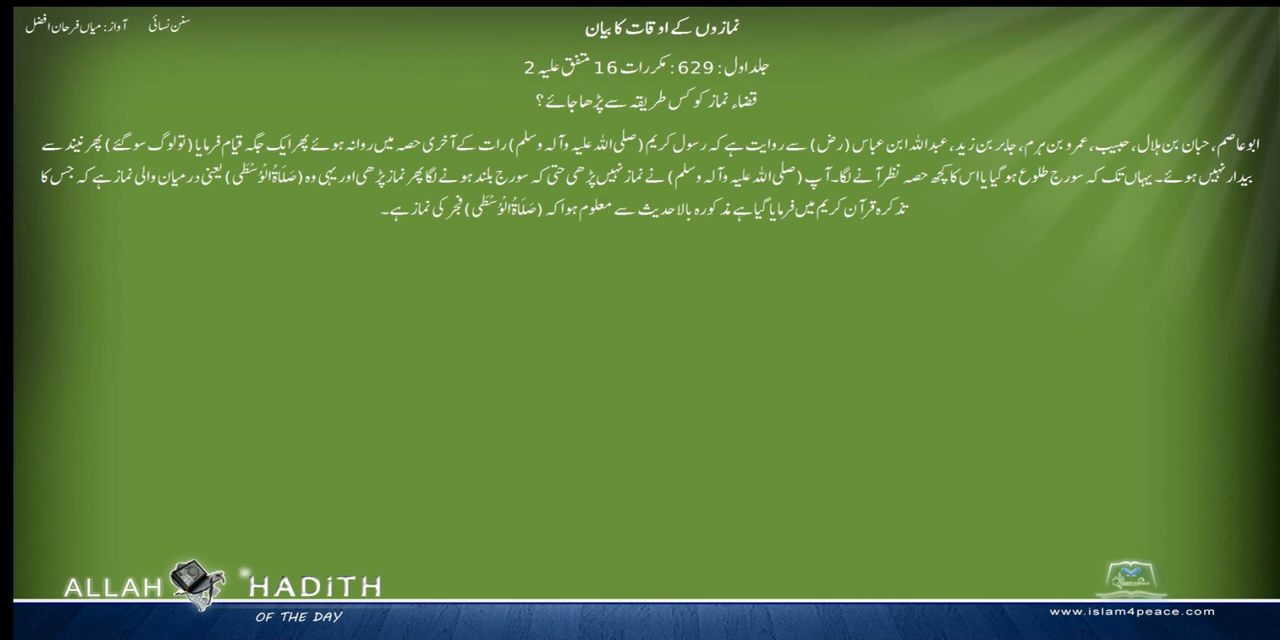 نمازوں کے اوقات کا بیان
سنن نسائی آواز : میاں فرحان افضل
جلد اول : 629 : مکررات 16 متفق علیہ 2
قضاء نماز کو کس طریقہ سے پڑھا جائے؟
ابوعاصم، حبان بن ہلال، حبیب، عمرو بن ہرم، جابر بن زید، عبداللہ ابن عباس (رض) سے روایت ہے کہ رسول کریم (صلی اللہ علیہ وآلہ وسلم) رات کے آخری حصہ میں روانہ ہوئے پھر ایک جگہ قیام فرمایا (تو لوگ سو گئے) پھر نیند سے
بیدار نہیں ہوئے۔ یہاں تک کہ سورج طلوع ہو گیا یا اس کا کچھ حصہ نظر آنے لگا۔ آپ (صلی اللہ علیہ وآلہ وسلم) نے نماز نہیں پڑھی حتی کہ سورج بلند ہونے لگا پھر نماز پڑھی اور یہی وہ (صَلَاةُ الْوُسْطَی) یعنی درمیان والی نماز ہے کہ جس کا
تذکرہ قرآن کریم میں فرمایا گیا ہے مذکورہ بالا حدیث سے معلوم ہوا کہ (صَلَاةُ الْوُسْطَی) فجر کی نماز ہے۔
ALLAH HADITH
OF THE DAY
www.islam4peace.com